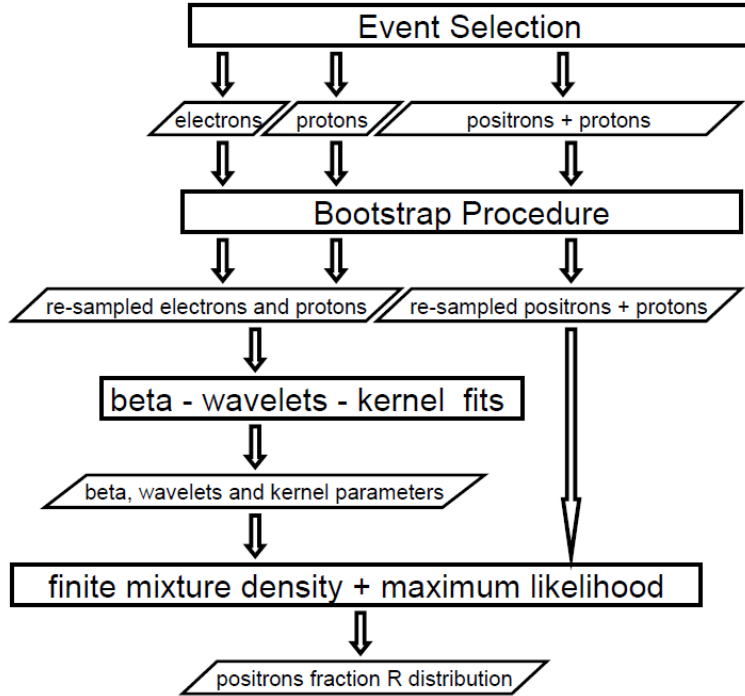 Event Selection
electrons
protons
positrons + protons
Bootstrap Procedure
re-sampled electrons and protons
re-sampled positrons + protons
beta - wavelets - kernel fits
beta, wavelets and kernel parameters
finite mixture density + maximum likelihood
positrons fraction R distribution